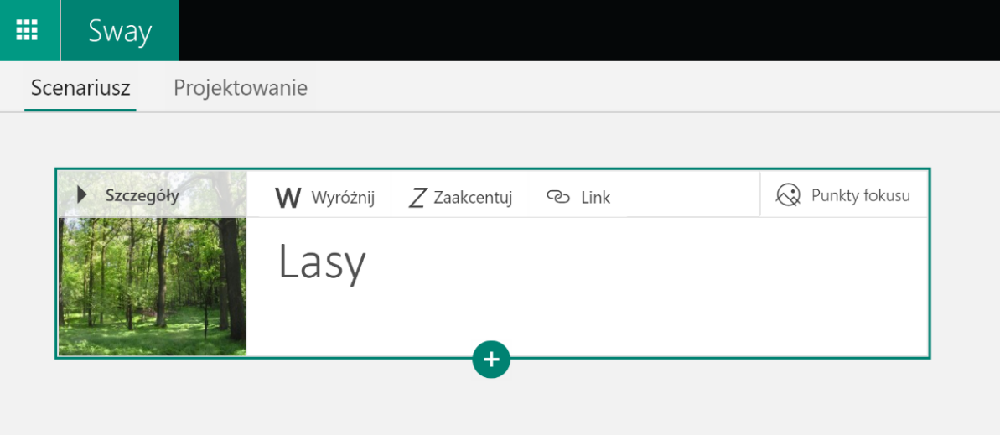 Sway
Scenariusz Projektowanie
Szczegóły W Wyróżnij Z Zaakcentuj Link Punkty fokusu
Lasy